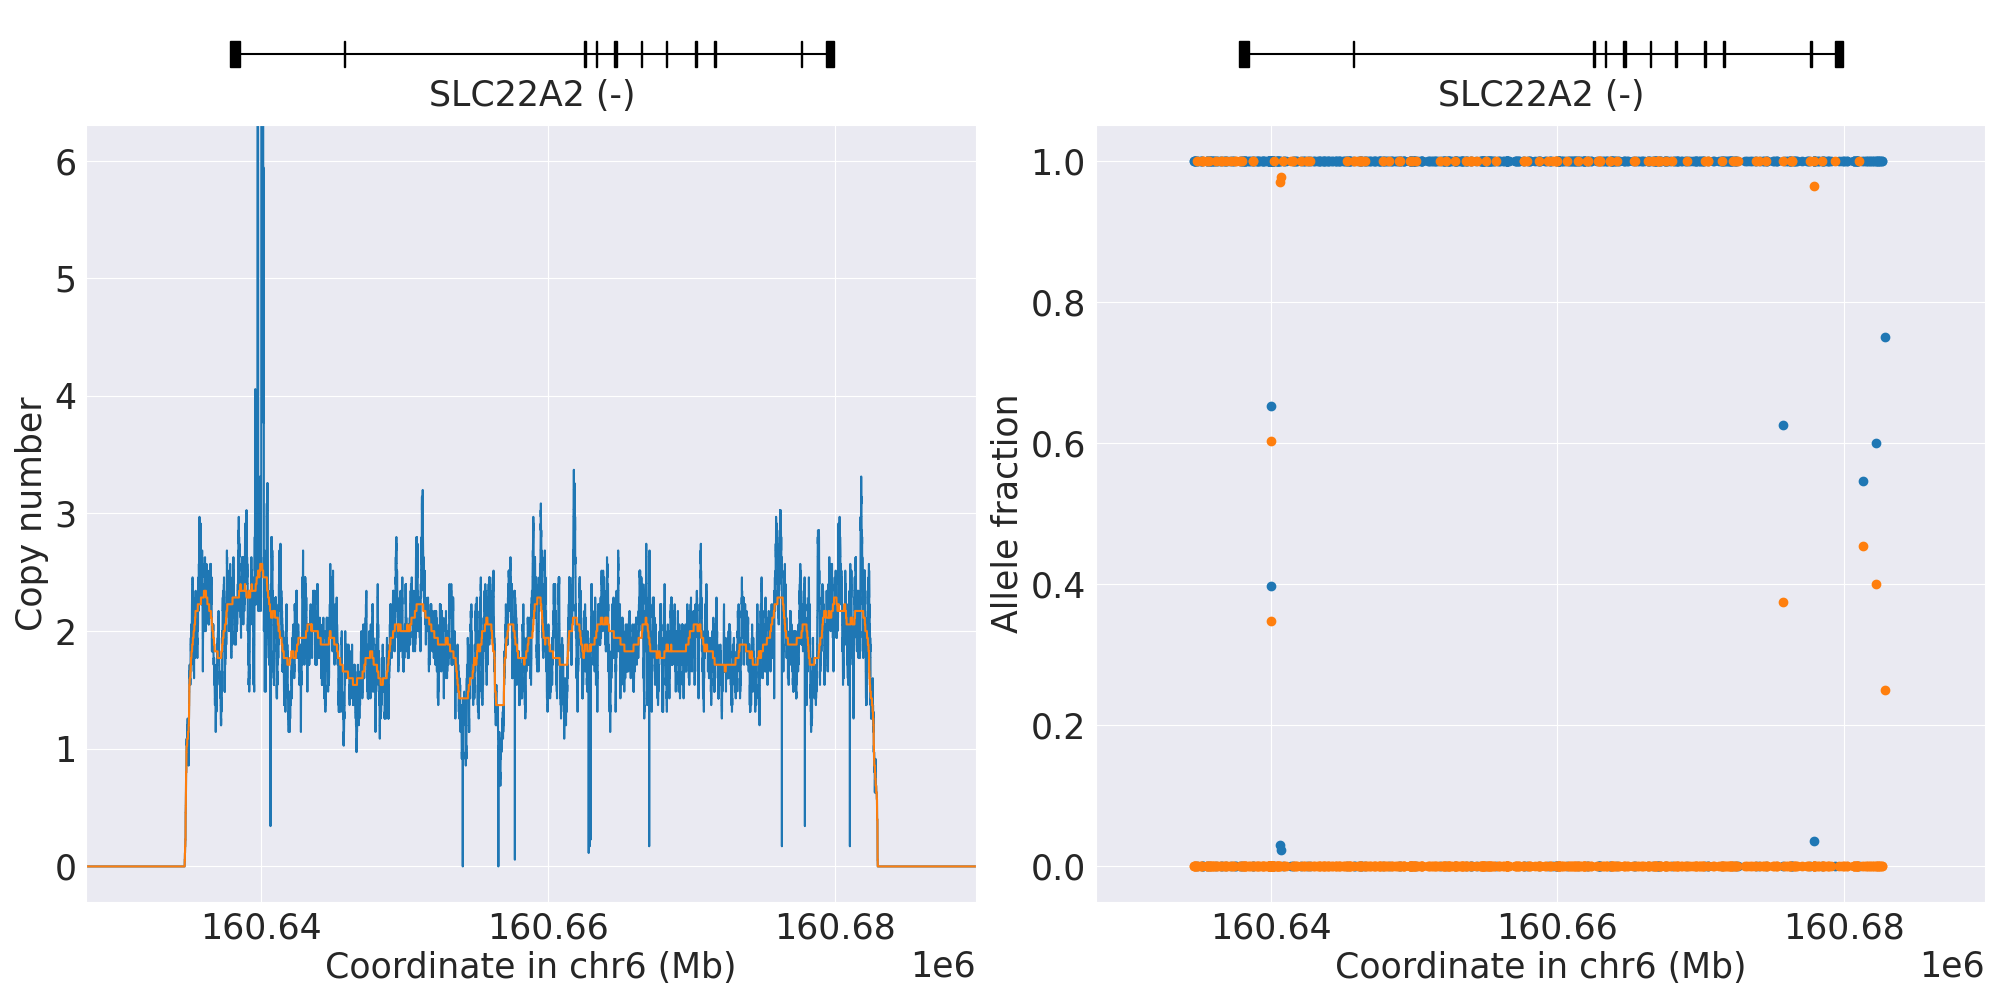 SLC22A2 (-)
6
5
4
3
2
1
0
Copy number
160.64 160.66 160.68
Coordinate in chr6 (Mb) 1e6
SLC22A2 (-)
1.0
0.8
0.6
0.4
0.2
0.0
Allele fraction
160.64 160.66 160.68
Coordinate in chr6 (Mb) 1e6